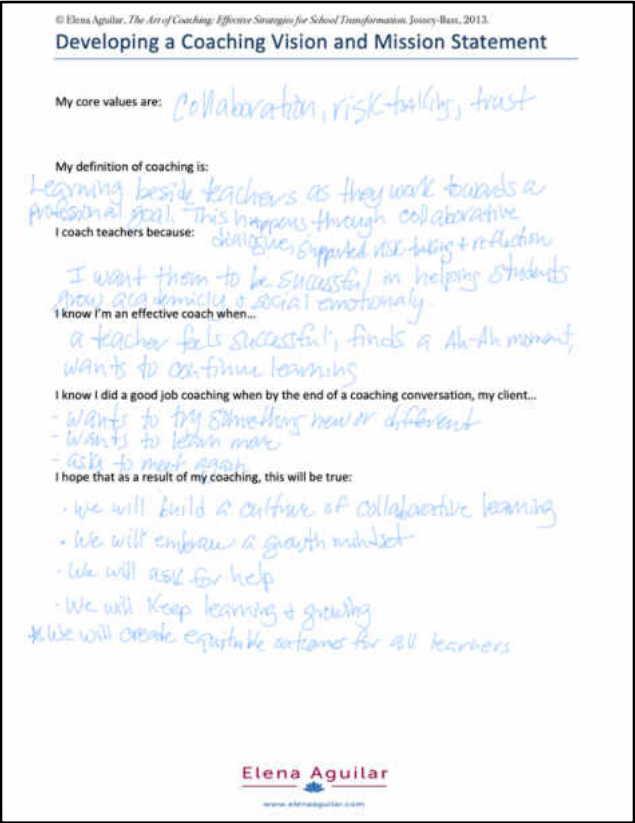 © Elena Aguilar, The Art of Coaching: Effective Strategies for School Transformation. Jossey-Bass, 2013.
Developing a Coaching Vision and Mission Statement
My core values are: Collaboration, risk-taking, trust
My definition of coaching is:
Learning beside teachers as they work towards a
profesional goal. This happens through collaborative
I coach teachers because: dialogue, supported risk-taking + reflection
I want them to be successful in helping students
grow academicly + social emotionaly.
I know I'm an effective coach when...
a teacher feels successful, finds a Ah-Ah moment,
wants to continue learning
I know I did a good job coaching when by the end of a coaching conversation, my client...
- wants to try something new or different
- wants to learn more
- asks to meet again
I hope that as a result of my coaching, this will be true:
· We will build a culture of collaborative learning
· We will embrace a growth mindset
· We will ask for help
· We will Keep learning + growing
*We will create equitable outcomes for all learners
Elena Aguilar
www.elenaaguilar.com